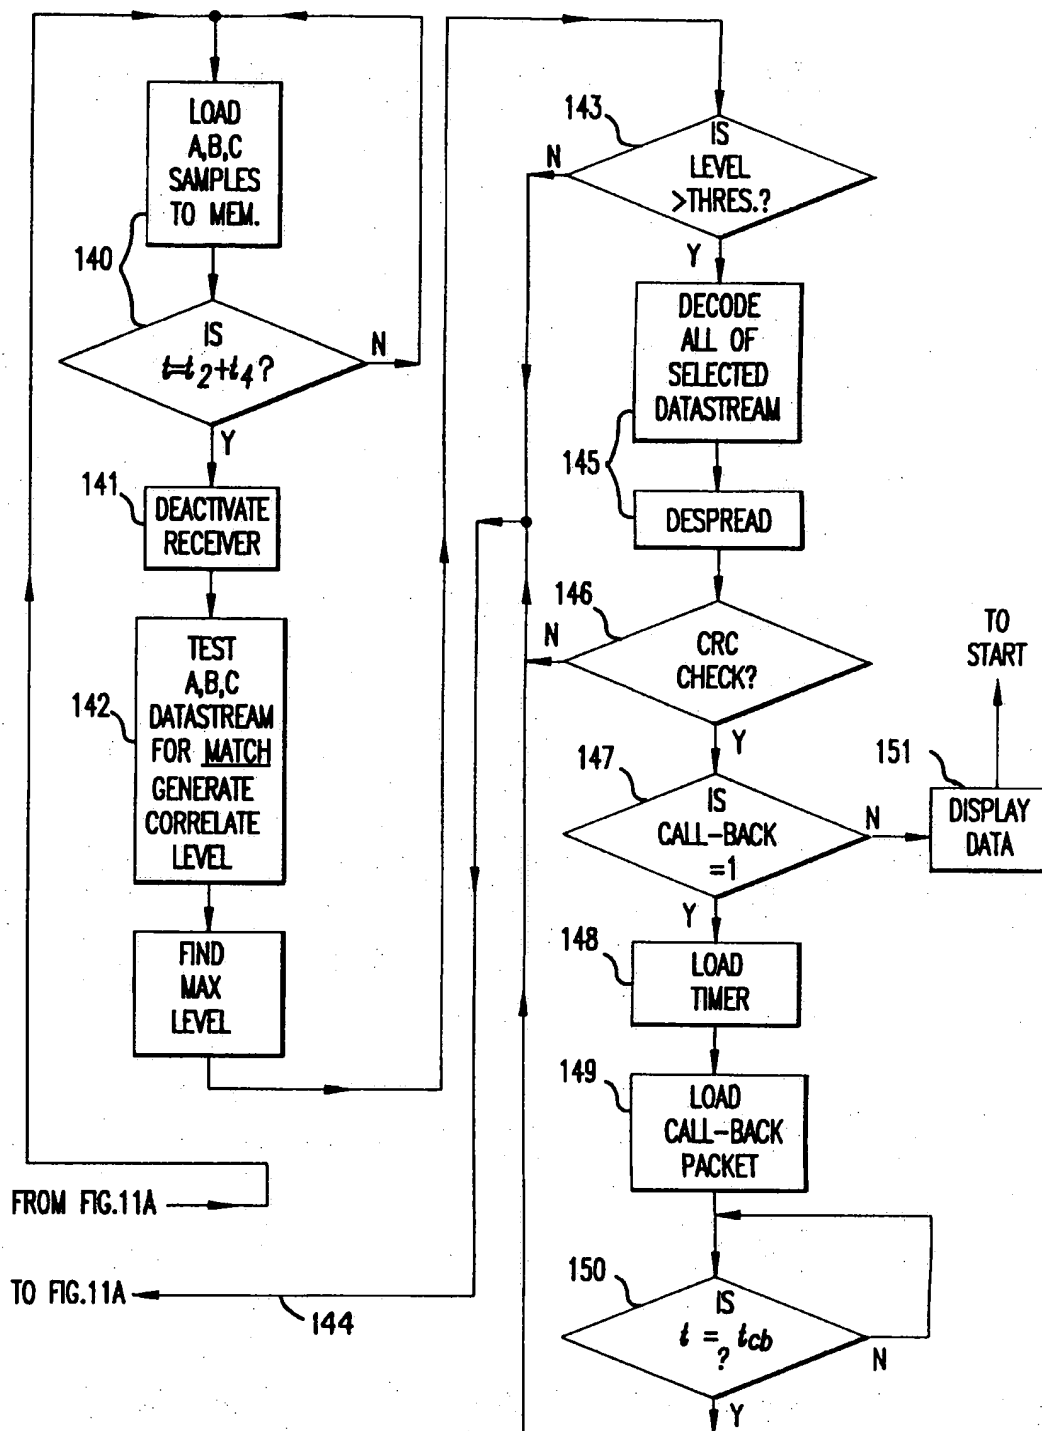 LOAD
A,B,C
SAMPLES
TO MEM.
140
IS
t=t2+t4?
N
Y
141
DEACTIVATE
RECEIVER
142
TEST
A,B,C
DATASTREAM
FOR MATCH
GENERATE
CORRELATE
LEVEL
FIND
MAX
LEVEL
FROM FIG.11A
TO FIG.11A
144
143
IS
LEVEL
>THRES.?
N
Y
DECODE
ALL OF
SELECTED
DATASTREAM
145
DESPREAD
146
CRC
CHECK?
N
Y
147
IS
CALL-BACK
=1
N
Y
151
DISPLAY
DATA
TO
START
148
LOAD
TIMER
149
LOAD
CALL-BACK
PACKET
150
IS
t = tcb
?
N
Y